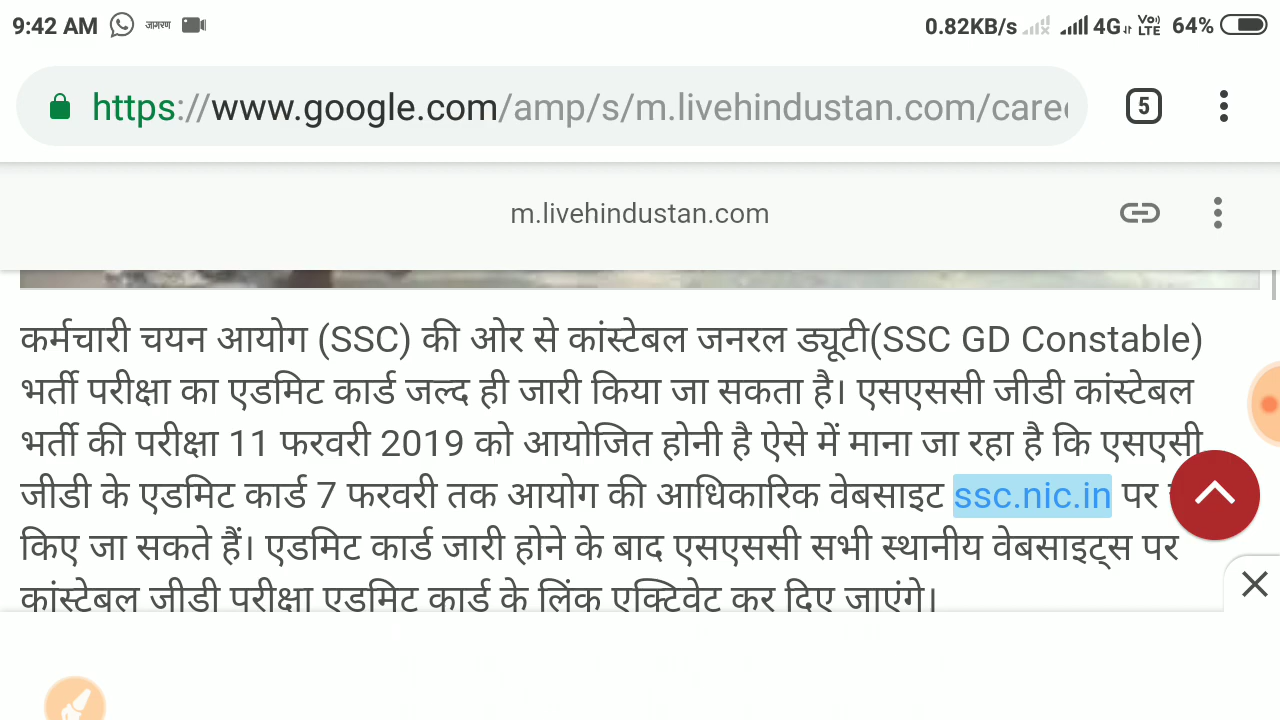 9:42 AM जागरण 0.82KB/s 4G VoLTE 64%
https://www.google.com/amp/s/m.livehindustan.com/caree 5
m.livehindustan.com
कर्मचारी चयन आयोग (SSC) की ओर से कांस्टेबल जनरल ड्यूटी(SSC GD Constable)
भर्ती परीक्षा का एडमिट कार्ड जल्द ही जारी किया जा सकता है। एसएससी जीडी कांस्टेबल
भर्ती की परीक्षा 11 फरवरी 2019 को आयोजित होनी है ऐसे में माना जा रहा है कि एसएसी
जीडी के एडमिट कार्ड 7 फरवरी तक आयोग की आधिकारिक वेबसाइट ssc.nic.in पर
किए जा सकते हैं। एडमिट कार्ड जारी होने के बाद एसएससी सभी स्थानीय वेबसाइट्स पर
कांस्टेबल जीडी परीक्षा एडमिट कार्ड के लिंक एक्टिवेट कर दिए जाएंगे।